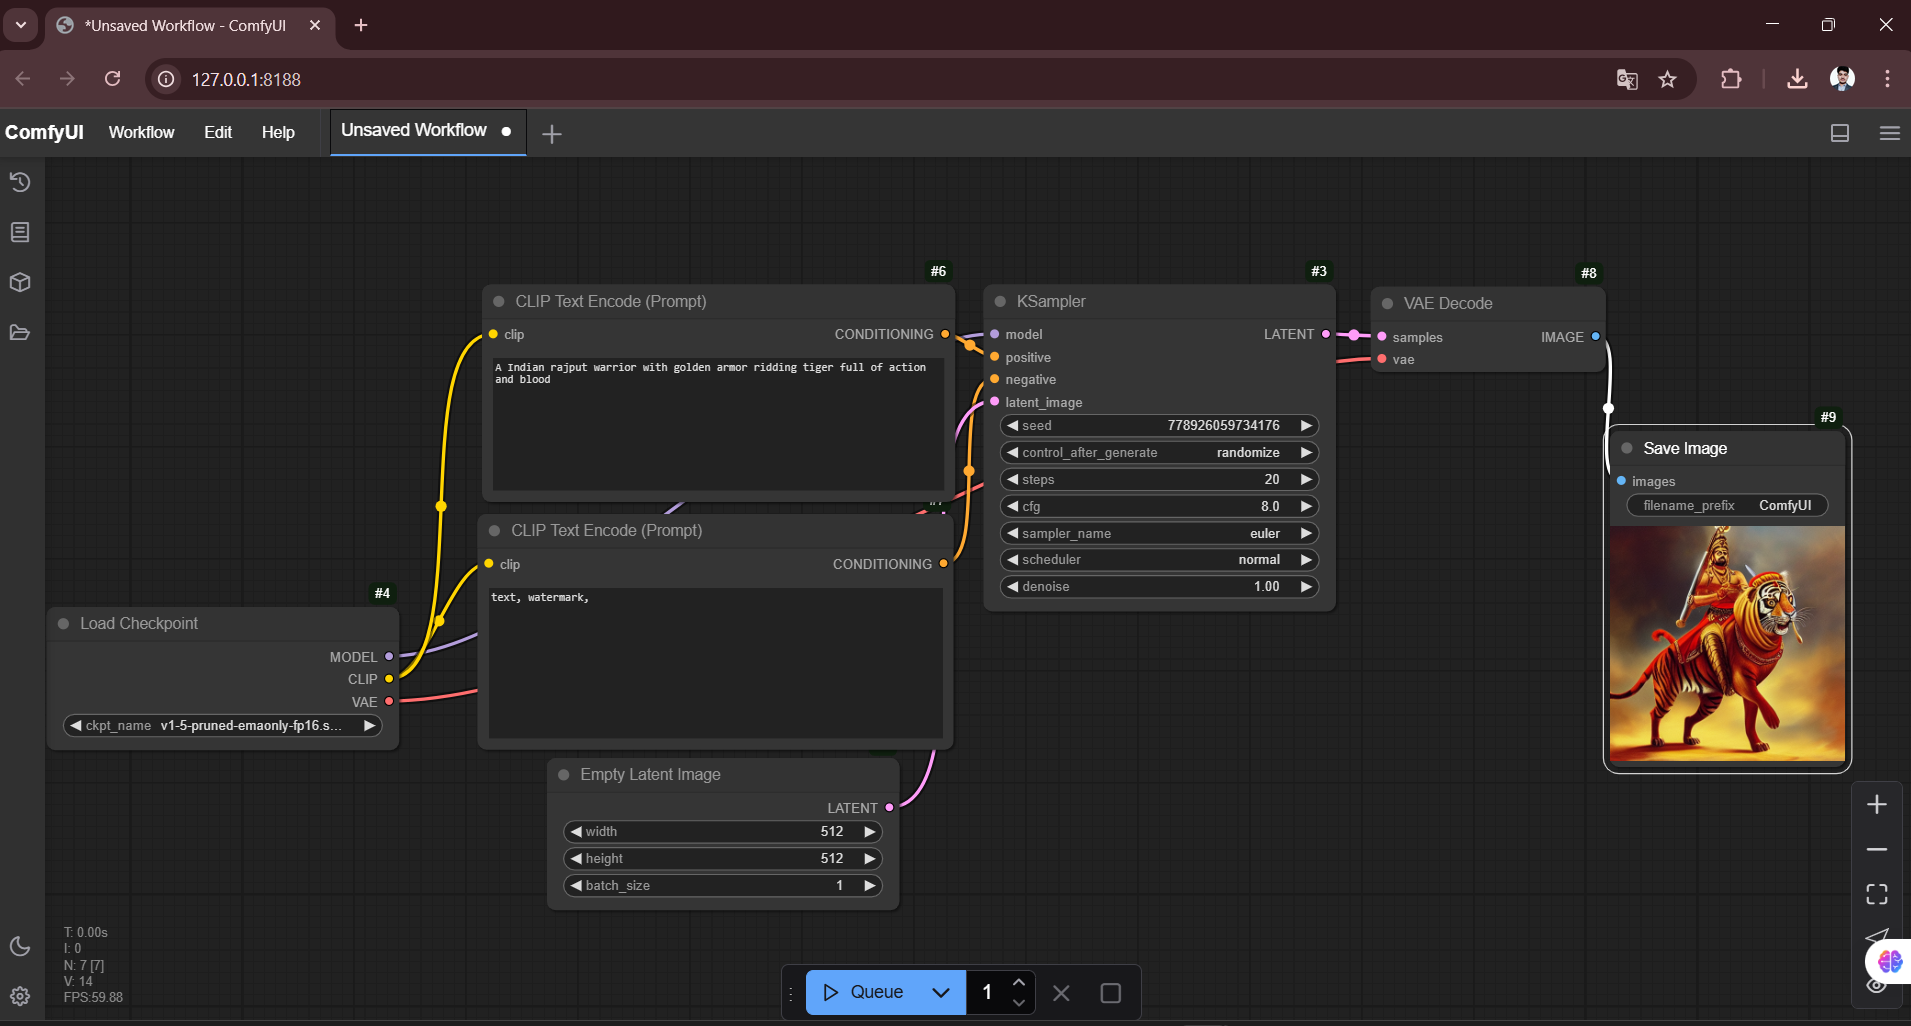 *Unsaved Workflow - ComfyUI
127.0.0.1:8188
ComfyUI Workflow Edit Help Unsaved Workflow
#6
CLIP Text Encode (Prompt)
clip CONDITIONING
A Indian rajput warrior with golden armor ridding tiger full of action
and blood
CLIP Text Encode (Prompt)
clip CONDITIONING
text, watermark,
#4
Load Checkpoint
MODEL
CLIP
VAE
ckpt_name v1-5-pruned-emaonly-fp16.s...
Empty Latent Image
LATENT
width 512
height 512
batch_size 1
#3
KSampler
model LATENT
positive
negative
latent_image
seed 778926059734176
control_after_generate randomize
steps 20
cfg 8.0
sampler_name euler
scheduler normal
denoise 1.00
#8
VAE Decode
samples IMAGE
vae
#9
Save Image
images
filename_prefix ComfyUI
T: 0.00s
I: 0
N: 7 [7]
V: 14
FPS:59.88
Queue 1